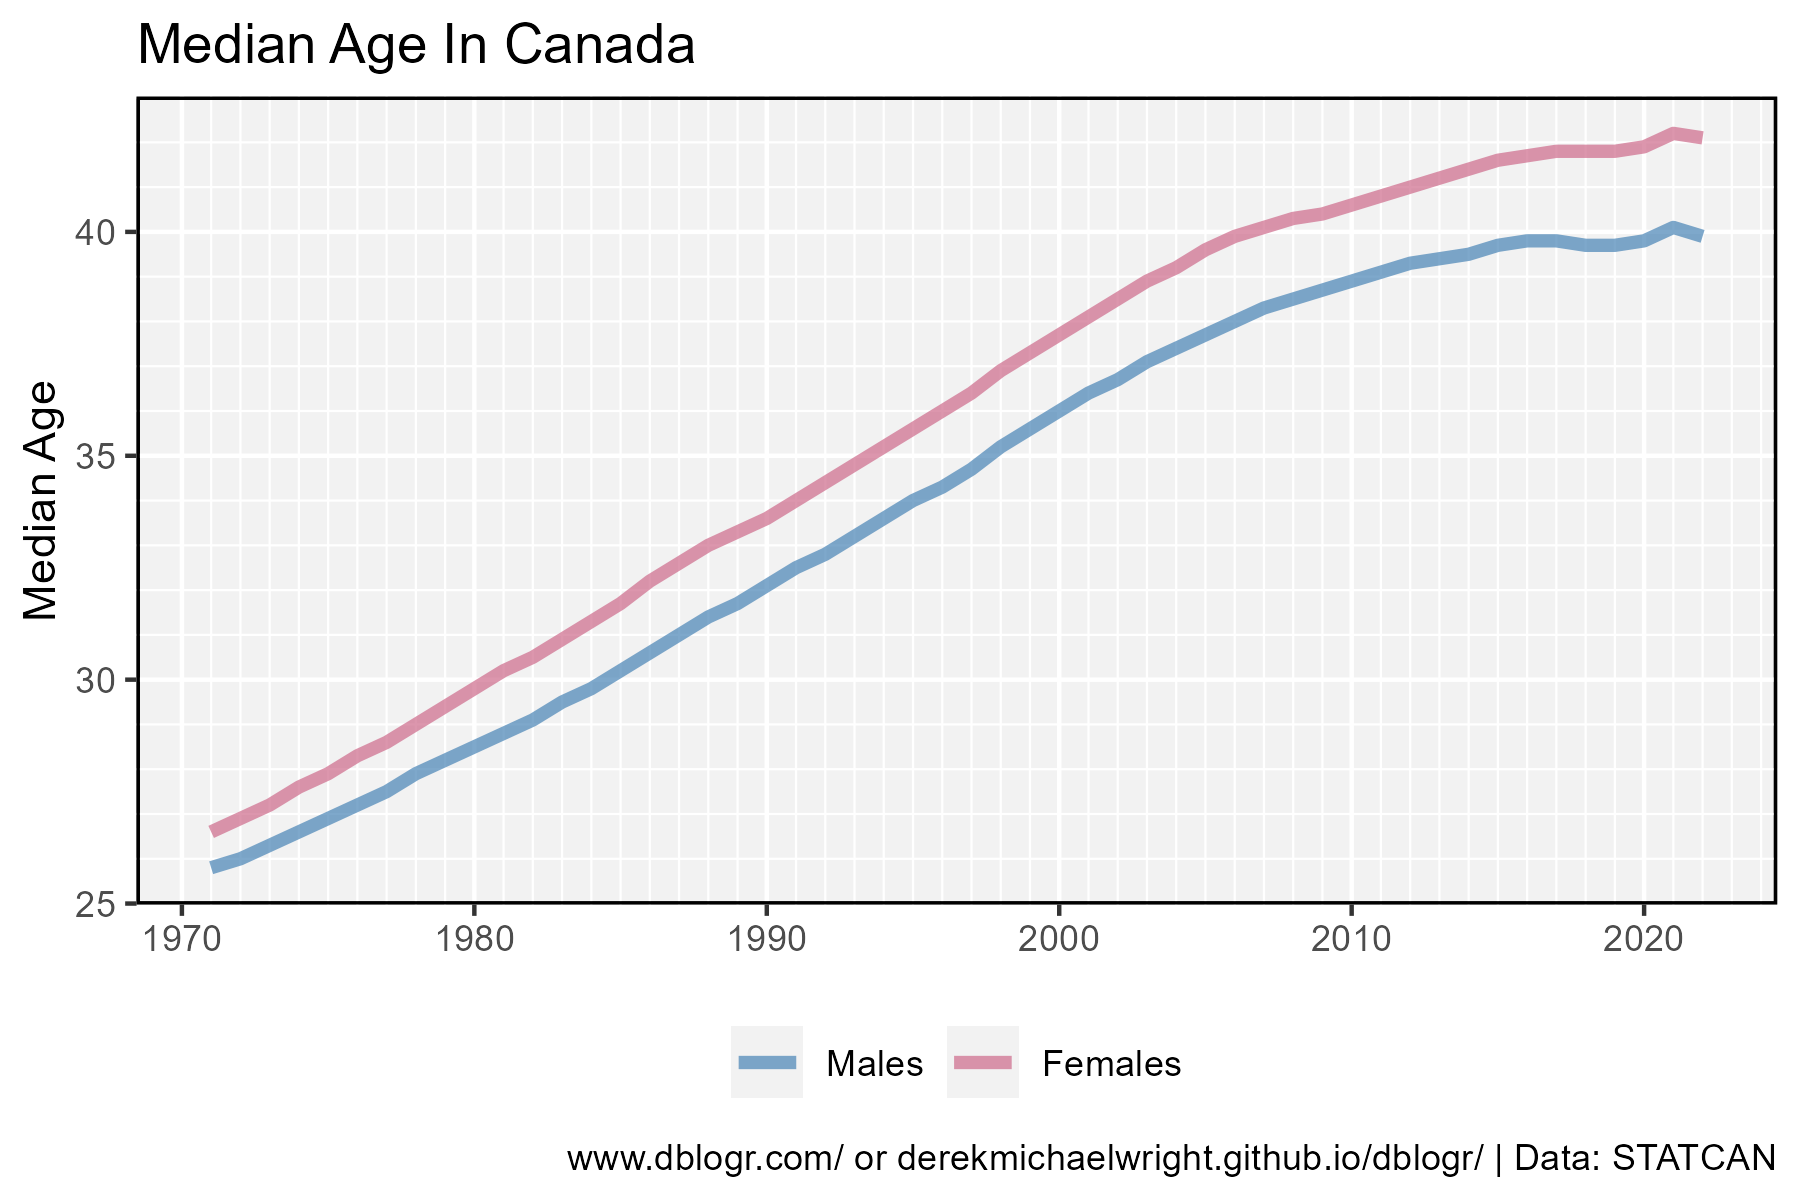 Median Age In Canada
Median Age
40
35
30
25
1970 1980 1990 2000 2010 2020
Males Females
www.dblogr.com/ or derekmichaelwright.github.io/dblogr/ | Data: STATCAN